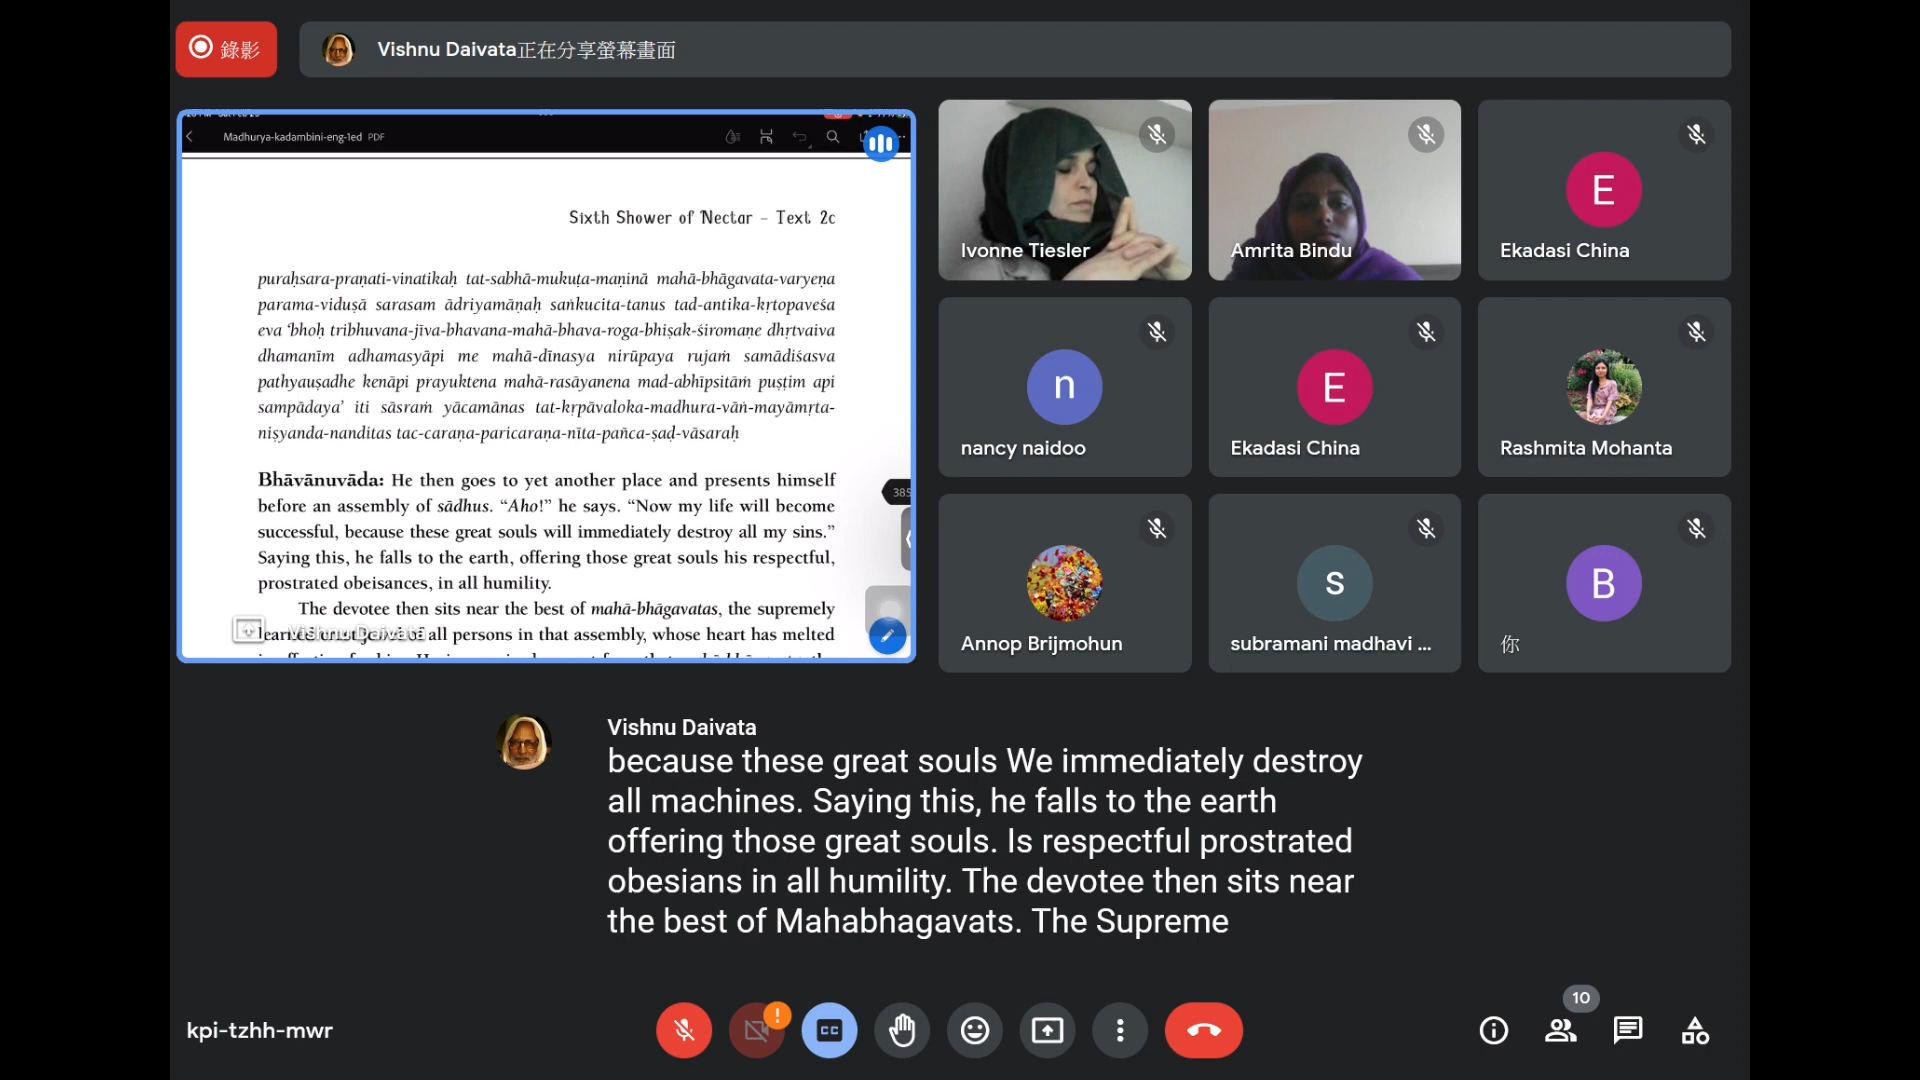 錄影
Vishnu Daivata正在分享螢幕畫面
Madhurya-kadambini-eng-1ed PDF
Sixth Shower of Nectar – Text 2c
puraḥsara-praṇati-vinatikaḥ tat-sabhā-mukuṭa-maṇinā mahā-bhāgavata-varyeṇa
parama-viduṣā sarasam ādriyamāṇaḥ saṅkucita-tanus tad-antika-kṛtopaveśa
eva ‘bhoḥ tribhuvana-jīva-bhavana-mahā-bhava-roga-bhiṣak-śiromaṇe dhṛtvaiva
dhamanīm adhamasyāpi me mahā-dīnasya nirūpaya rujaṁ samādiśasva
pathyauṣadhe kenāpi prayuktena mahā-rasāyanena mad-abhīpsitāṁ puṣṭim api
sampādaya’ iti sāsraṁ yācamānas tat-kṛpāvaloka-madhura-vāṅ-mayāmṛta-
niṣyanda-nanditas tac-caraṇa-paricaraṇa-nīta-pañca-ṣaḍ-vāsaraḥ
Bhāvānuvāda: He then goes to yet another place and presents himself
before an assembly of sādhus. “Aho!” he says. “Now my life will become
successful, because these great souls will immediately destroy all my sins.”
Saying this, he falls to the earth, offering those great souls his respectful,
prostrated obeisances, in all humility.
The devotee then sits near the best of mahā-bhāgavatas, the supremely
all persons in that assembly, whose heart has melted
385
Vishnu Daivata
Ivonne Tiesler
Amrita Bindu
Ekadasi China
E
nancy naidoo
n
Ekadasi China
E
Rashmita Mohanta
Annop Brijmohun
subramani madhavi ...
s
你
B
Vishnu Daivata
because these great souls We immediately destroy
all machines. Saying this, he falls to the earth
offering those great souls. Is respectful prostrated
obesians in all humility. The devotee then sits near
the best of Mahabhagavats. The Supreme
kpi-tzhh-mwr
!
CC
10